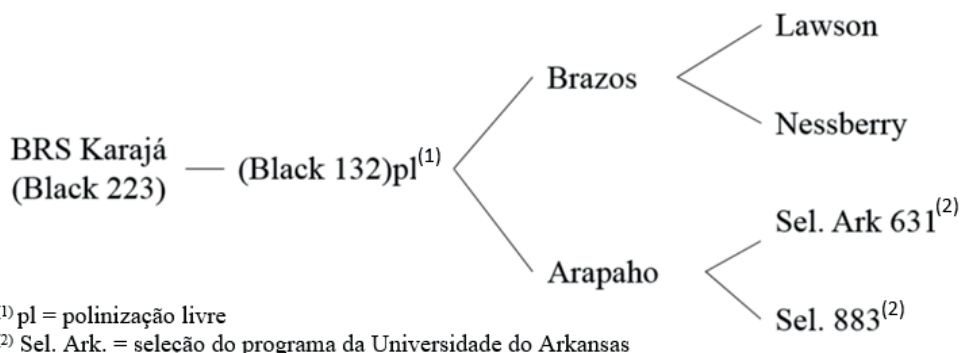 Lawson
Brazos
Nessberry
BRS Karajá
(Black 223)
(Black 132)pl(1)
Sel. Ark 631(2)
Arapaho
Sel. 883(2)
(1) pl = polinização livre
(2) Sel. Ark. = seleção do programa da Universidade do Arkansas